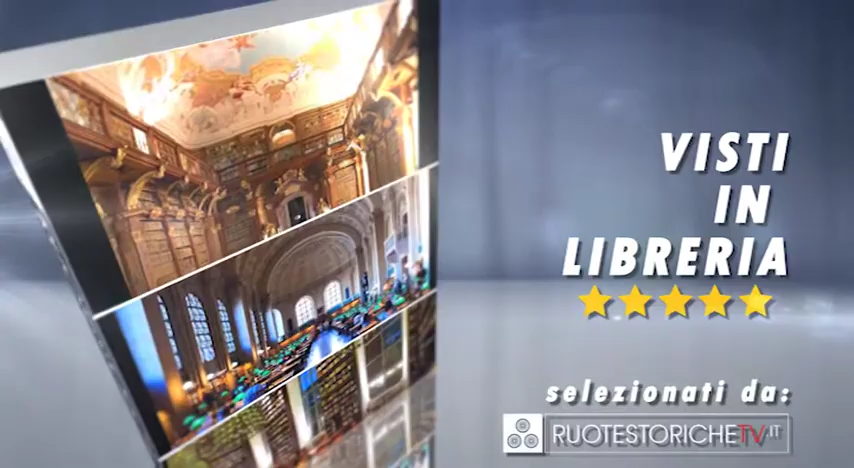 VISTI
IN
LIBRERIA
selezionati da:
RUOTESTORICHETV.IT